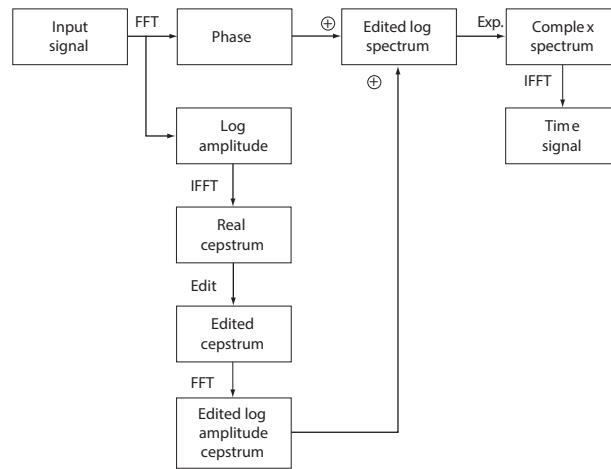 Input
signal
FFT
Phase
⊕
Edited log
spectrum
Exp.
Comple x
spectrum
⊕
IFFT
Time
signal
Log
amplitude
IFFT
Real
cepstrum
Edit
Edited
cepstrum
FFT
Edited log
amplitude
cepstrum